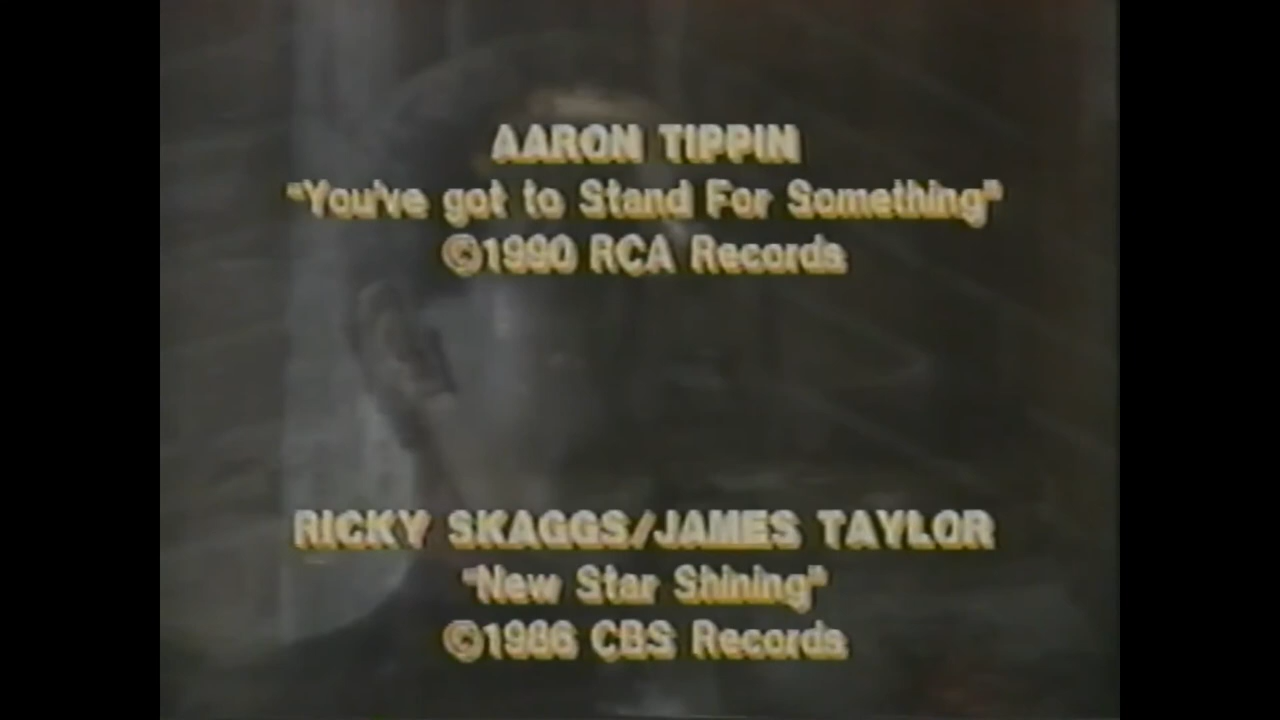 AARON TIPPIN
"You've got to Stand For Something"
©1990 RCA Records
RICKY SKAGGS/JAMES TAYLOR
"New Star Shining"
©1986 CBS Records